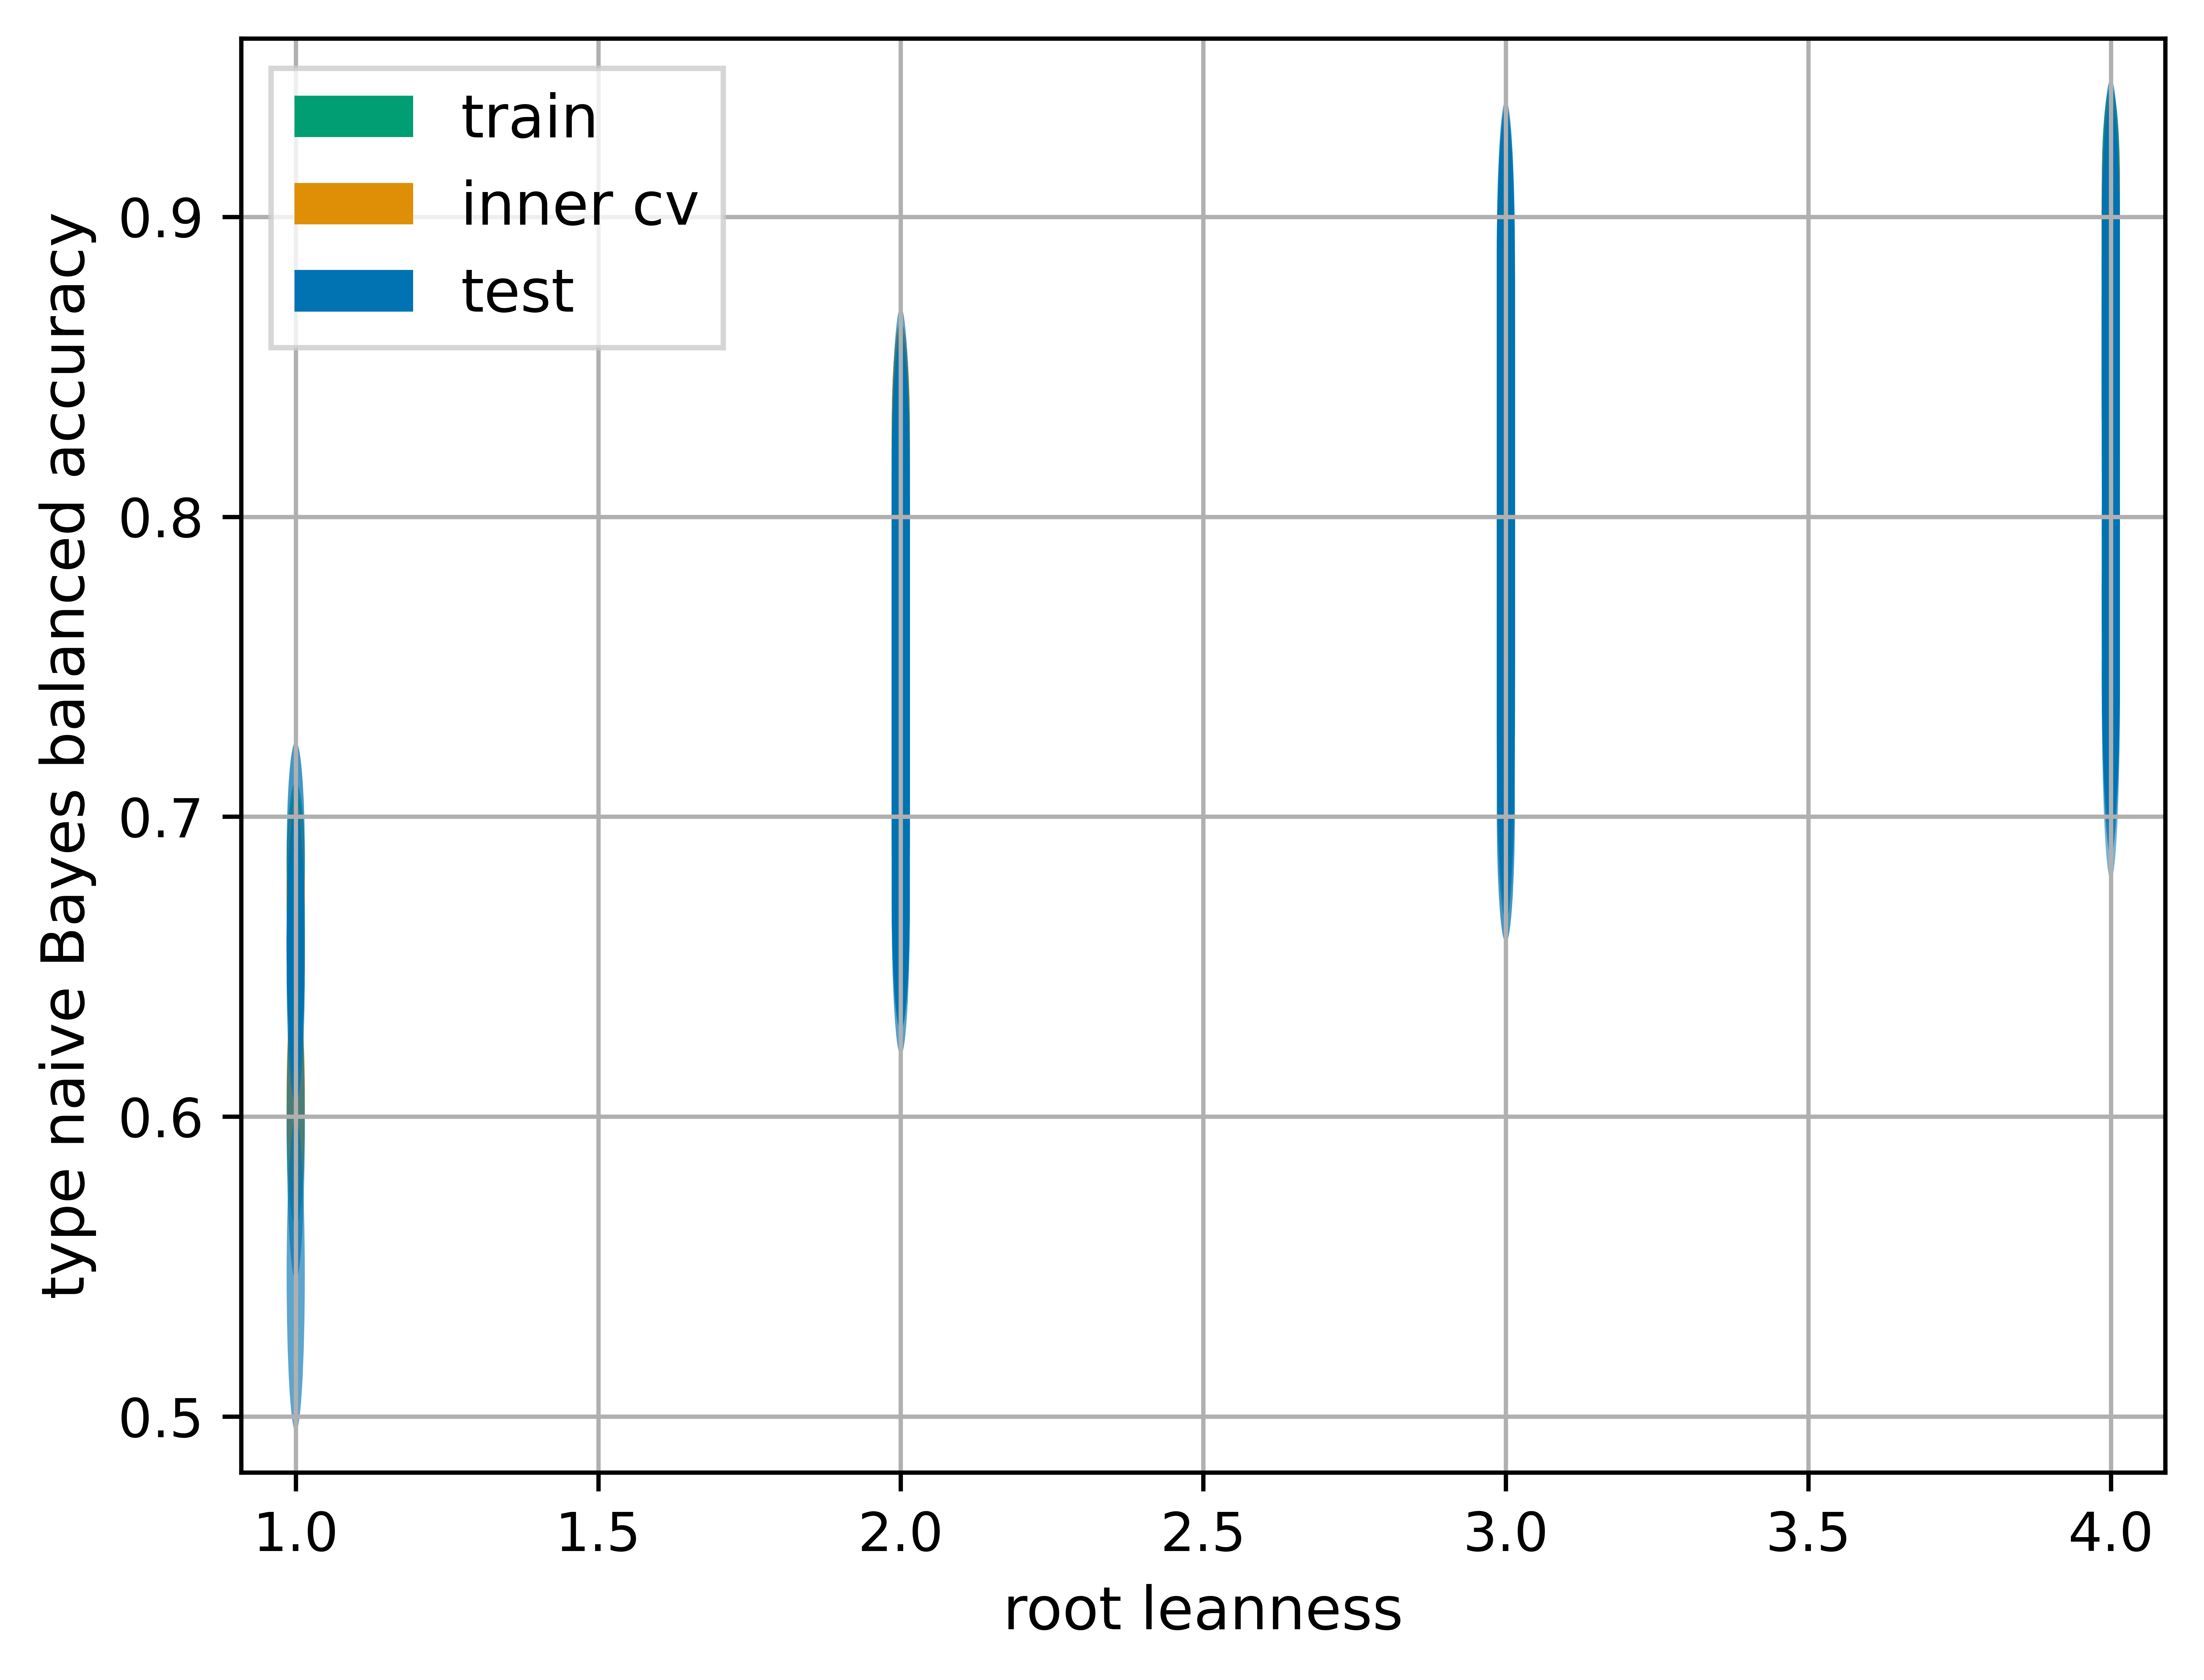 train
inner cv
test
type naive Bayes balanced accuracy
0.9
0.8
0.7
0.6
0.5
1.0 1.5 2.0 2.5 3.0 3.5 4.0
root leanness